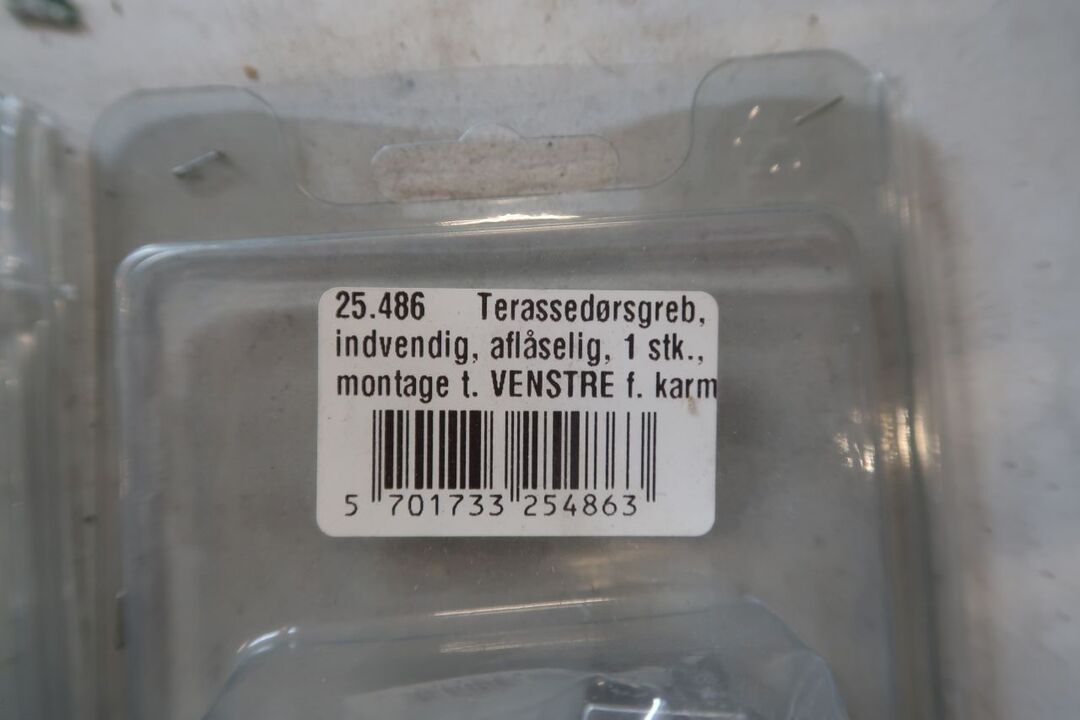 25.486 Terassedørsgreb,
indvendig, aflåselig, 1 stk.,
montage t. VENSTRE f. karm
5 701733 254863